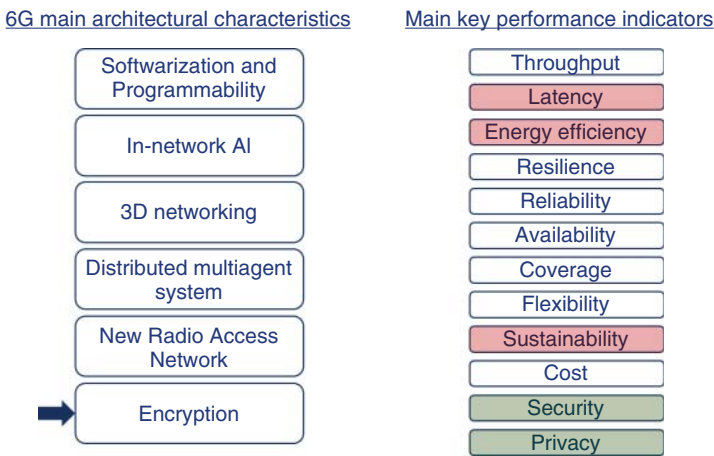 6G main architectural characteristics
Softwarization and
Programmability
In-network AI
3D networking
Distributed multiagent
system
New Radio Access
Network
Encryption
Main key performance indicators
Throughput
Latency
Energy efficiency
Resilience
Reliability
Availability
Coverage
Flexibility
Sustainability
Cost
Security
Privacy